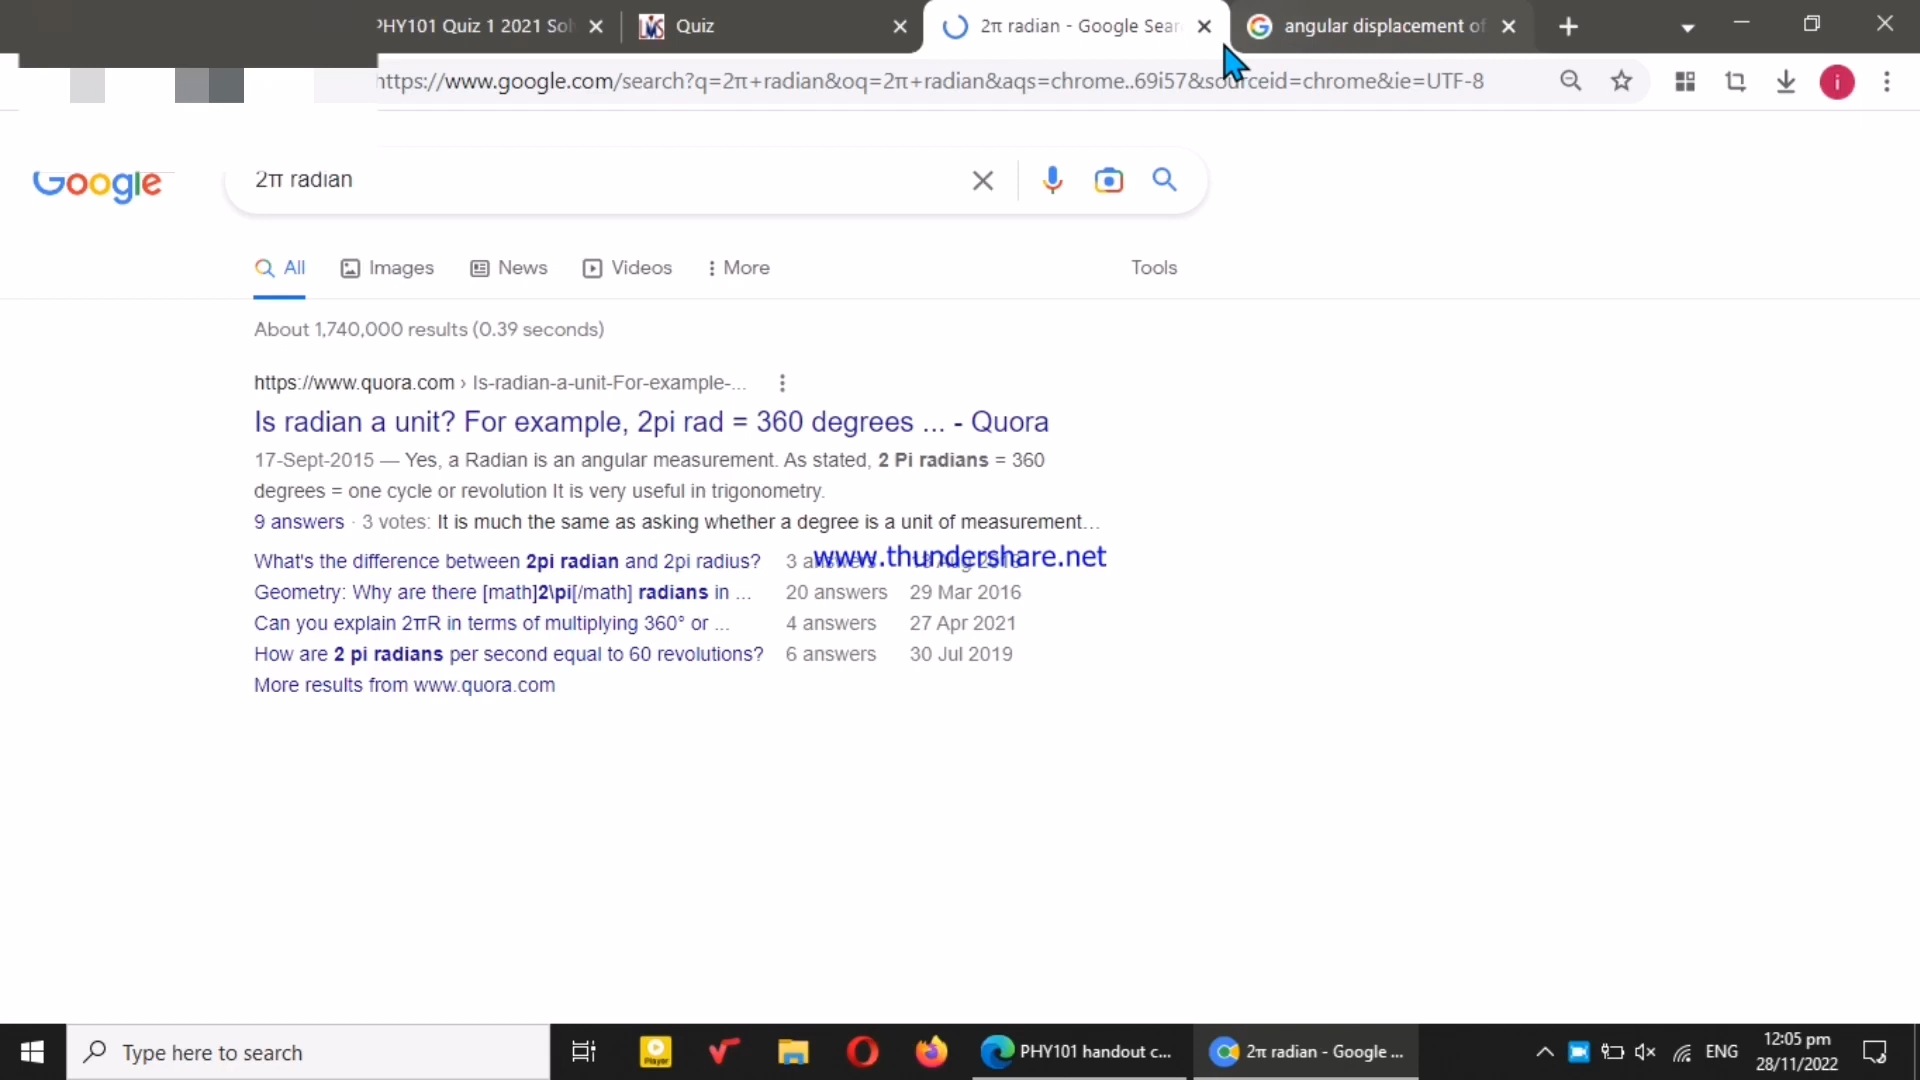 PHY101 Quiz 1 2021 Sol
Quiz
2π radian - Google Sear
angular displacement of
https://www.google.com/search?q=2π+radian&oq=2π+radian&aqs=chrome..69i57&sourceid=chrome&ie=UTF-8
i
Google
2π radian
All
Images
News
Videos
More
Tools
About 1,740,000 results (0.39 seconds)
https://www.quora.com › Is-radian-a-unit-For-example-...
Is radian a unit? For example, 2pi rad = 360 degrees ... - Quora
17-Sept-2015 — Yes, a Radian is an angular measurement. As stated, 2 Pi radians = 360
degrees = one cycle or revolution It is very useful in trigonometry.
9 answers · 3 votes: It is much the same as asking whether a degree is a unit of measurement...
What's the difference between 2pi radian and 2pi radius? 3 answers
www.thundershare.net
Geometry: Why are there [math]2\pi[/math] radians in ... 20 answers 29 Mar 2016
Can you explain 2πR in terms of multiplying 360° or ... 4 answers 27 Apr 2021
How are 2 pi radians per second equal to 60 revolutions? 6 answers 30 Jul 2019
More results from www.quora.com
Type here to search
Player
PHY101 handout c...
2π radian - Google ...
ENG
12:05 pm
28/11/2022